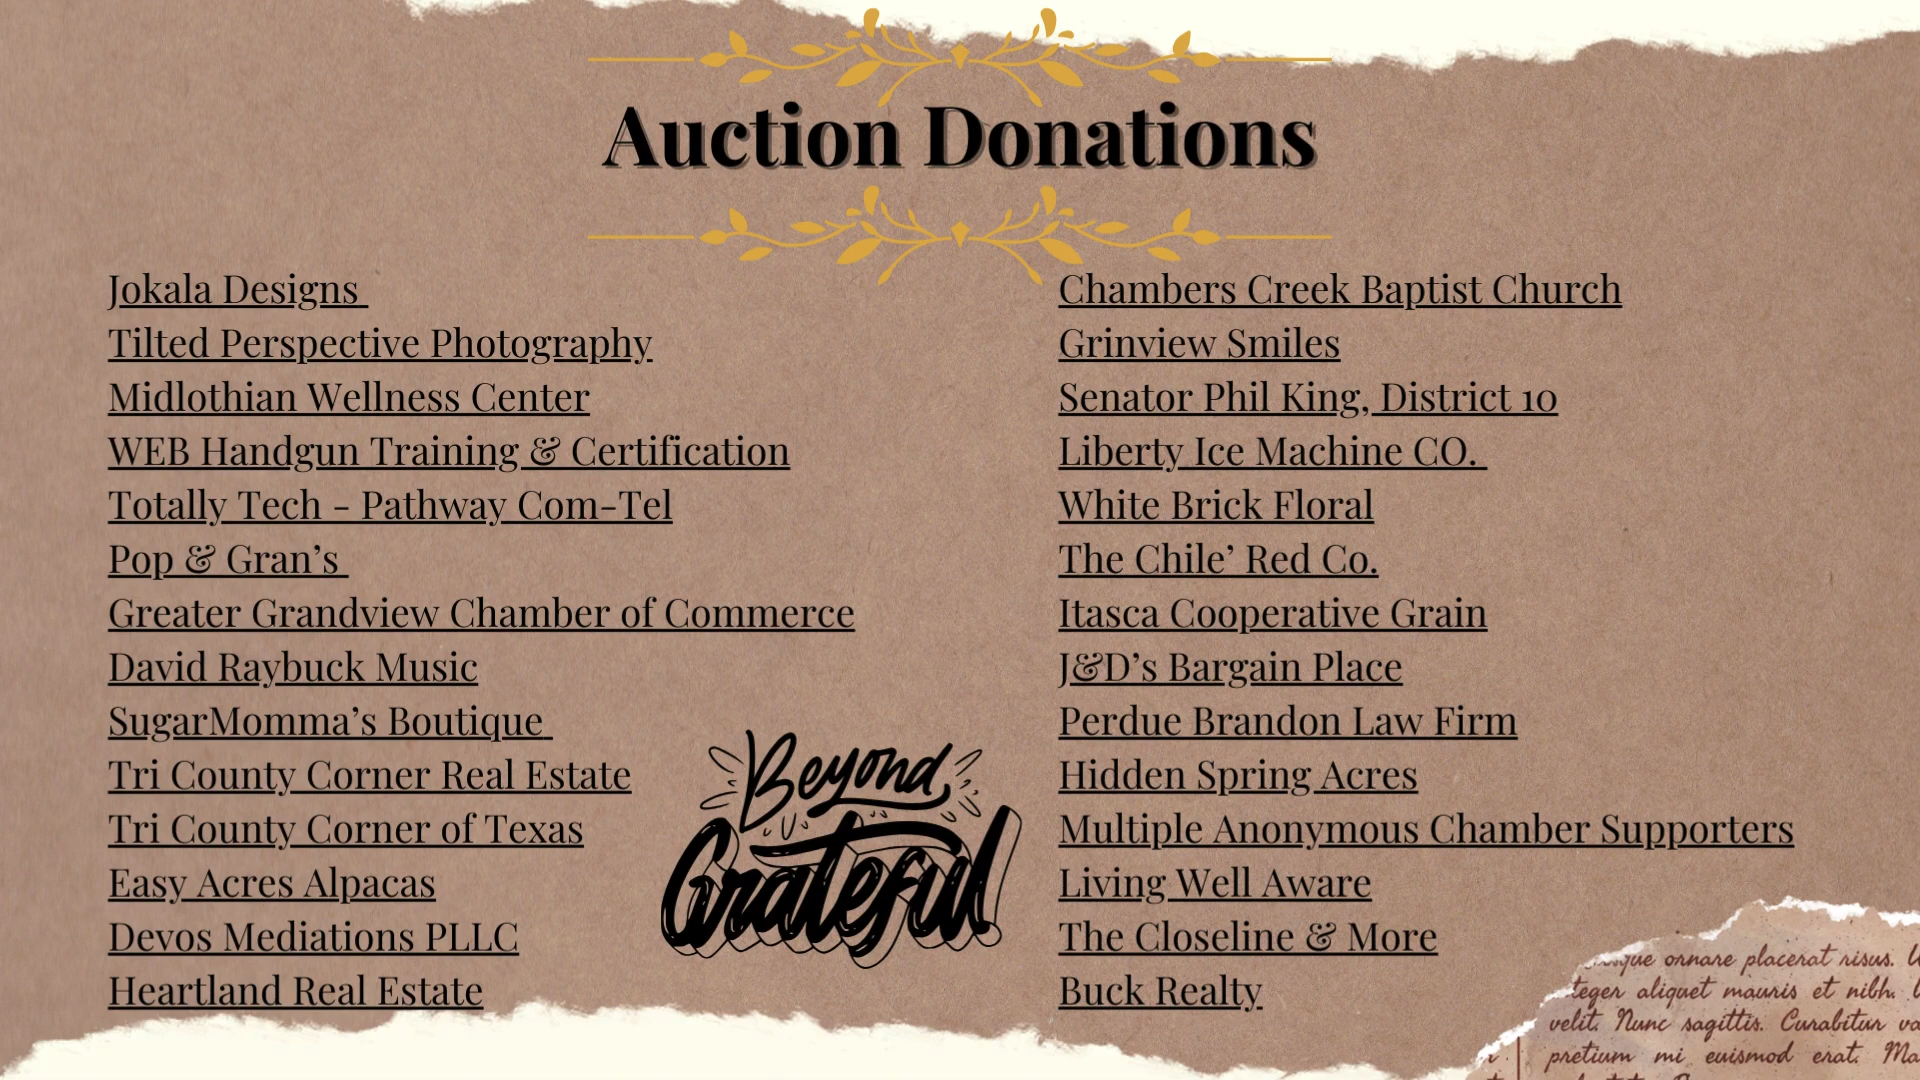 Auction Donations
Jokala Designs
Tilted Perspective Photography
Midlothian Wellness Center
WEB Handgun Training & Certification
Totally Tech - Pathway Com-Tel
Pop & Gran’s
Greater Grandview Chamber of Commerce
David Raybuck Music
SugarMomma’s Boutique
Tri County Corner Real Estate
Tri County Corner of Texas
Easy Acres Alpacas
Devos Mediations PLLC
Heartland Real Estate
Beyond
Grateful
Chambers Creek Baptist Church
Grinview Smiles
Senator Phil King, District 10
Liberty Ice Machine CO.
White Brick Floral
The Chile’ Red Co.
Itasca Cooperative Grain
J&D’s Bargain Place
Perdue Brandon Law Firm
Hidden Spring Acres
Multiple Anonymous Chamber Supporters
Living Well Aware
The Closeline & More
Buck Realty
ornare placerat risus.
aliquet mauris et nibh.
velit. Nunc sagittis. Curabitur
pretium mi euismod erat.